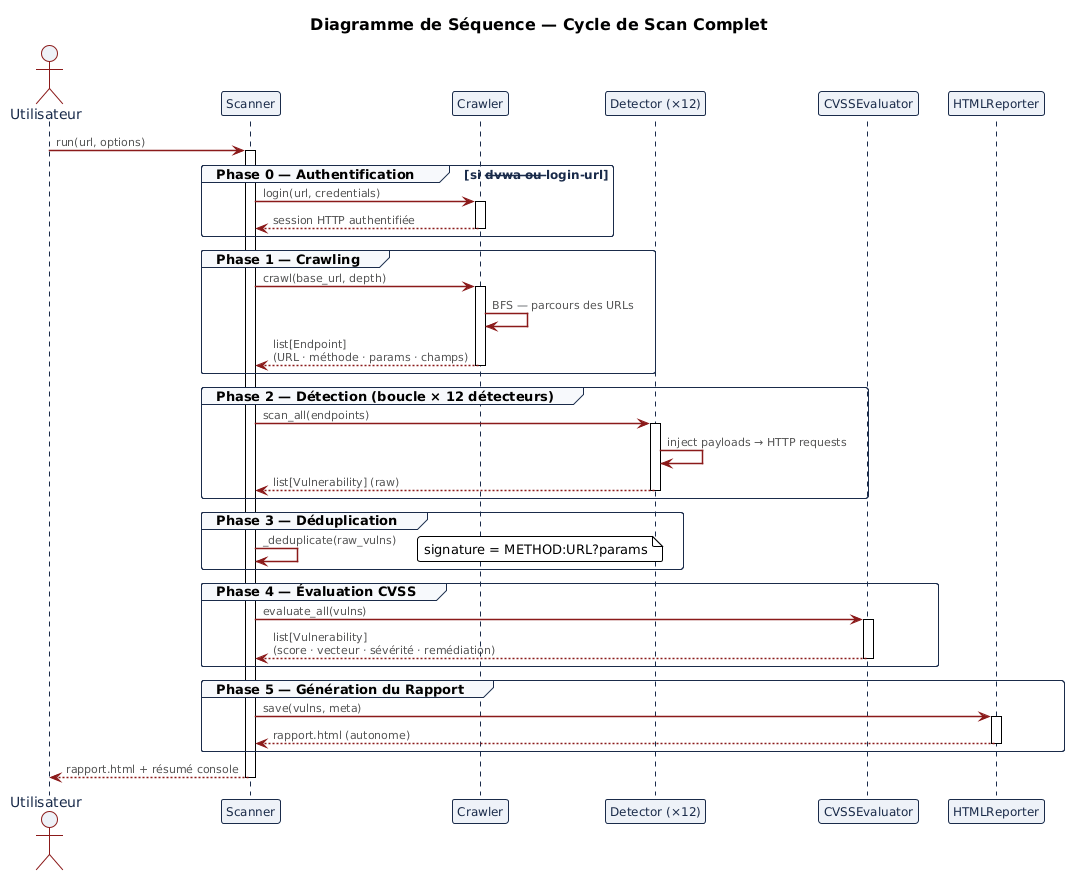 Diagramme de Séquence — Cycle de Scan Complet
Utilisateur
Scanner
Crawler
Detector (×12)
CVSSEvaluator
HTMLReporter
run(url, options)
Phase 0 — Authentification
[si dvwa ou login-url]
login(url, credentials)
session HTTP authentifiée
Phase 1 — Crawling
crawl(base_url, depth)
BFS — parcours des URLs
list[Endpoint]
(URL · méthode · params · champs)
Phase 2 — Détection (boucle × 12 détecteurs)
scan_all(endpoints)
inject payloads → HTTP requests
list[Vulnerability] (raw)
Phase 3 — Déduplication
_deduplicate(raw_vulns)
signature = METHOD:URL?params
Phase 4 — Évaluation CVSS
evaluate_all(vulns)
list[Vulnerability]
(score · vecteur · sévérité · remédiation)
Phase 5 — Génération du Rapport
save(vulns, meta)
rapport.html (autonome)
rapport.html + résumé console
Utilisateur
Scanner
Crawler
Detector (×12)
CVSSEvaluator
HTMLReporter